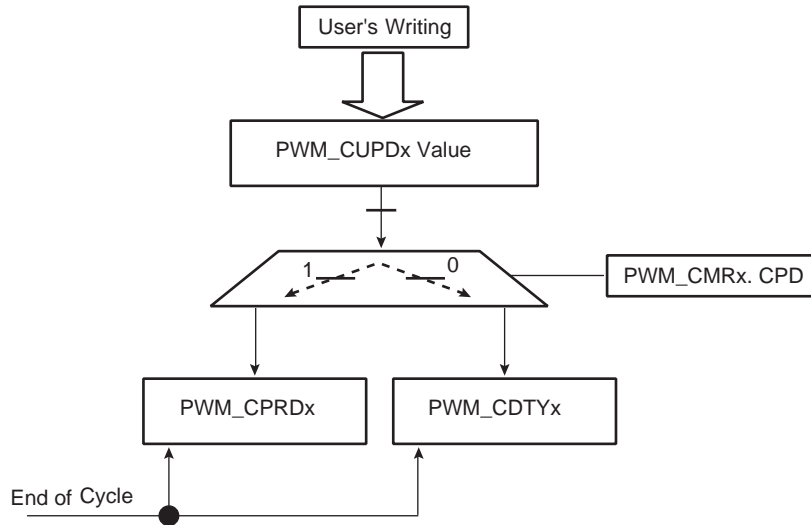 User's Writing
PWM_CUPDx Value
1
0
PWM_CMRx. CPD
PWM_CPRDx
PWM_CDTYx
End of Cycle